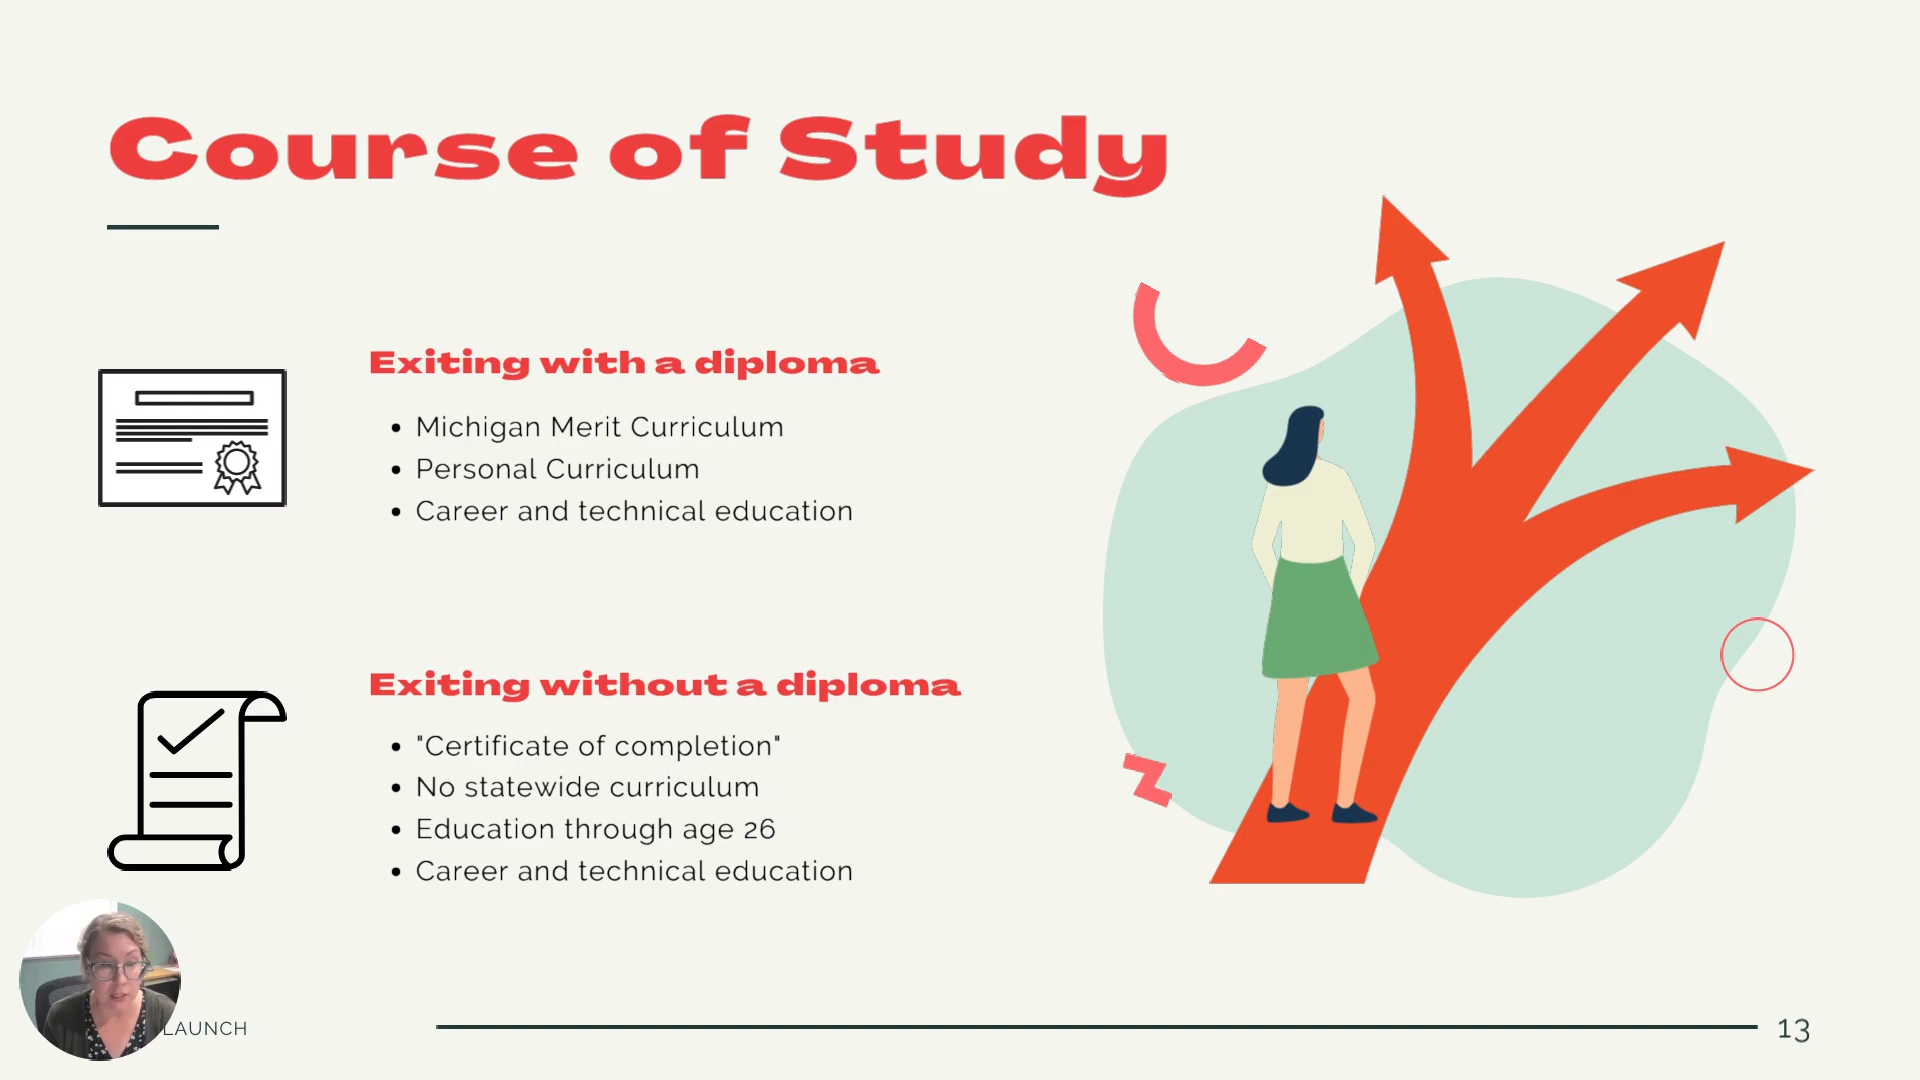 Course of Study
Exiting with a diploma
• Michigan Merit Curriculum
• Personal Curriculum
• Career and technical education
Exiting without a diploma
• "Certificate of completion"
• No statewide curriculum
• Education through age 26
• Career and technical education
LAUNCH
13